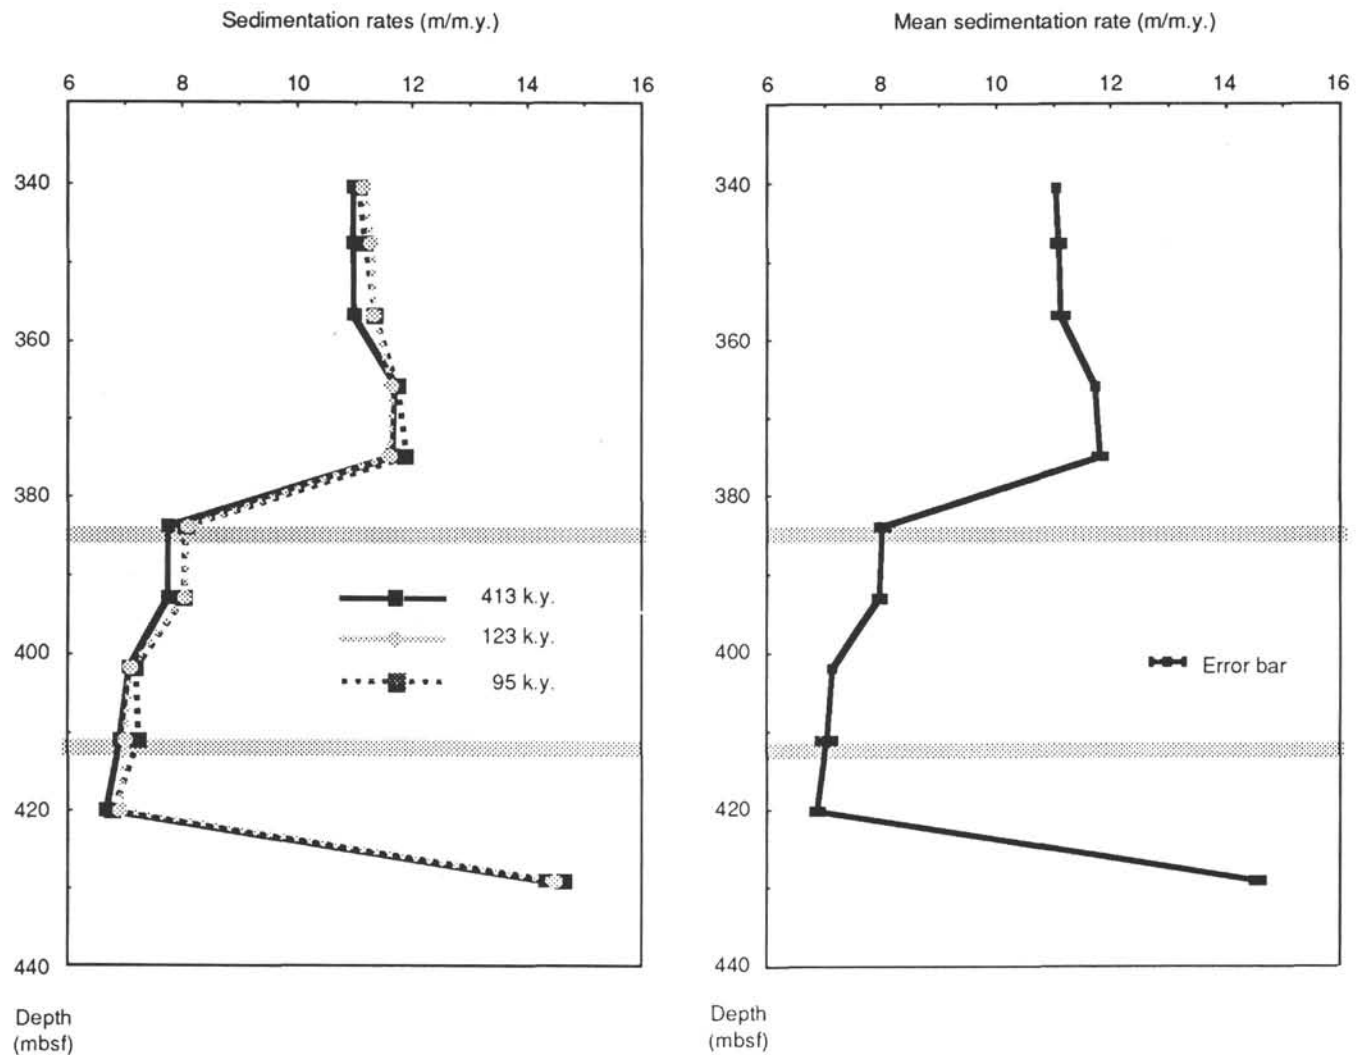 Sedimentation rates (m/m.y.)
6 8 10 12 14 16
340
360
380
400
420
440
413 k.y.
123 k.y.
95 k.y.
Depth
(mbsf)
Mean sedimentation rate (m/m.y.)
6 8 10 12 14 16
340
360
380
400
420
440
Error bar
Depth
(mbsf)